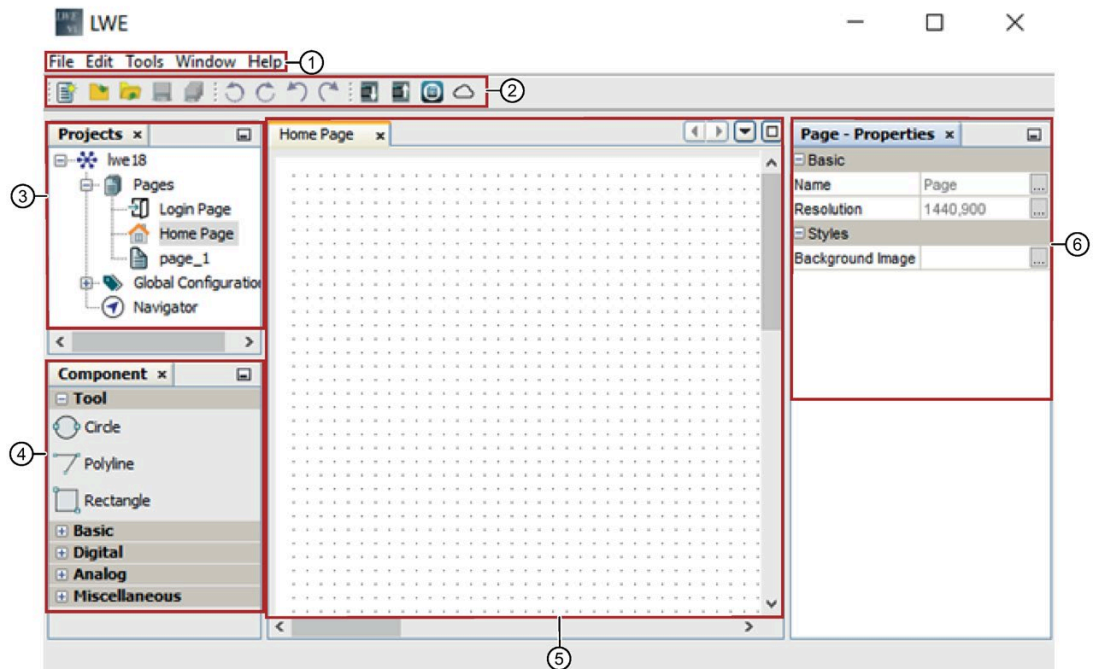 LWE
File Edit Tools Window Help
1
2
Projects
lwe18
Pages
Login Page
Home Page
page_1
Global Configuration
Navigator
3
Component
Tool
Circle
Polyline
Rectangle
Basic
Digital
Analog
Miscellaneous
4
Home Page
5
Page - Properties
Basic
Name Page ...
Resolution 1440,900 ...
Styles
Background Image ...
6